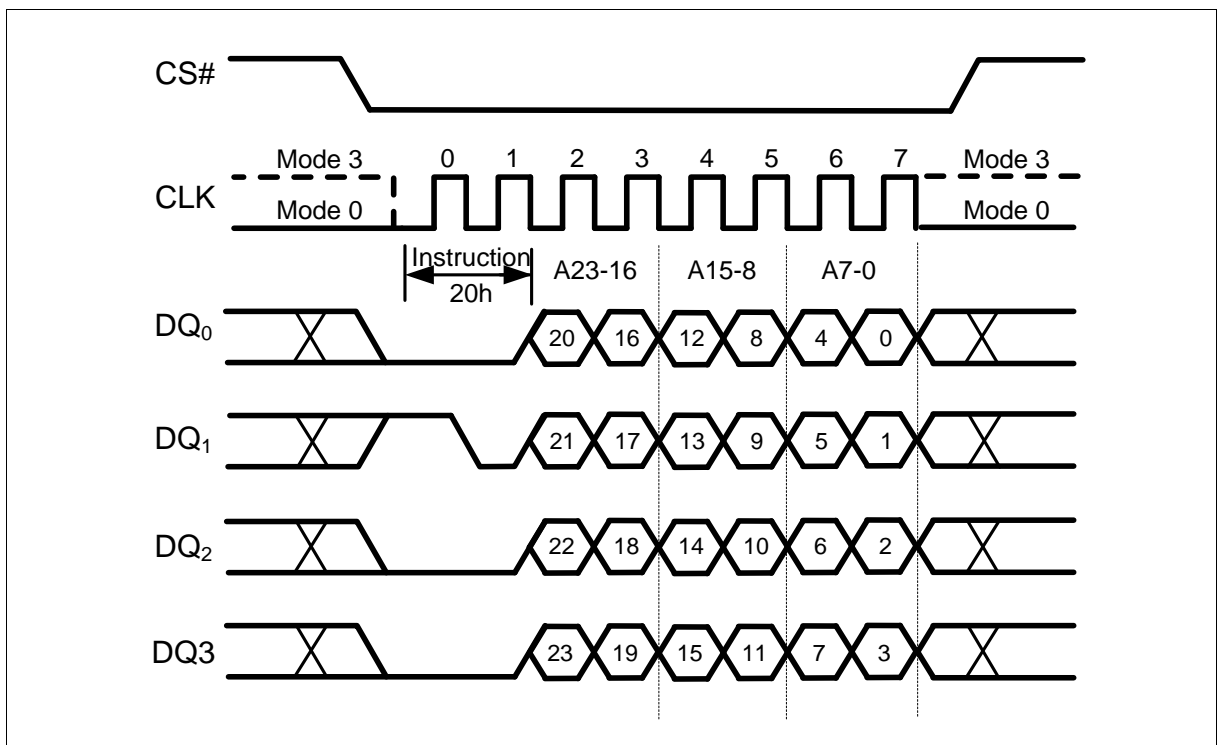 CS#
Mode 3 0 1 2 3 4 5 6 7 Mode 3
CLK
Mode 0 Mode 0
Instruction A23-16 A15-8 A7-0
20h
DQ0 20 16 12 8 4 0
DQ1 21 17 13 9 5 1
DQ2 22 18 14 10 6 2
DQ3 23 19 15 11 7 3